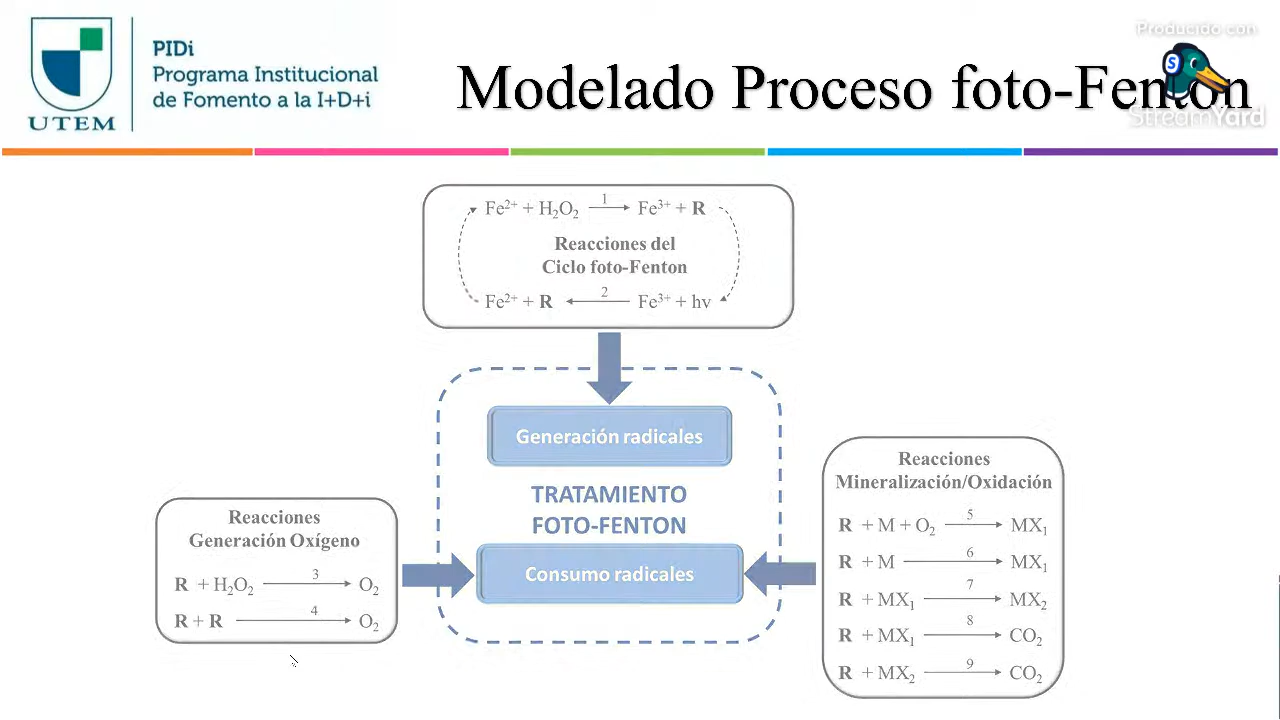 PIDi
Programa Institucional
de Fomento a la I+D+i
UTEM
Modelado Proceso foto-Fenton
Producido con
S
StreamYard
Fe²⁺ + H₂O₂ 1 → Fe³⁺ + R
Reacciones del
Ciclo foto-Fenton
Fe²⁺ + R ← 2 Fe³⁺ + hv
Generación radicales
TRATAMIENTO
FOTO-FENTON
Consumo radicales
Reacciones
Generación Oxígeno
R + H₂O₂ 3 → O₂
R + R 4 → O₂
Reacciones
Mineralización/Oxidación
R + M + O₂ 5 → MX₁
R + M 6 → MX₁
R + MX₁ 7 → MX₂
R + MX₁ 8 → CO₂
R + MX₂ 9 → CO₂